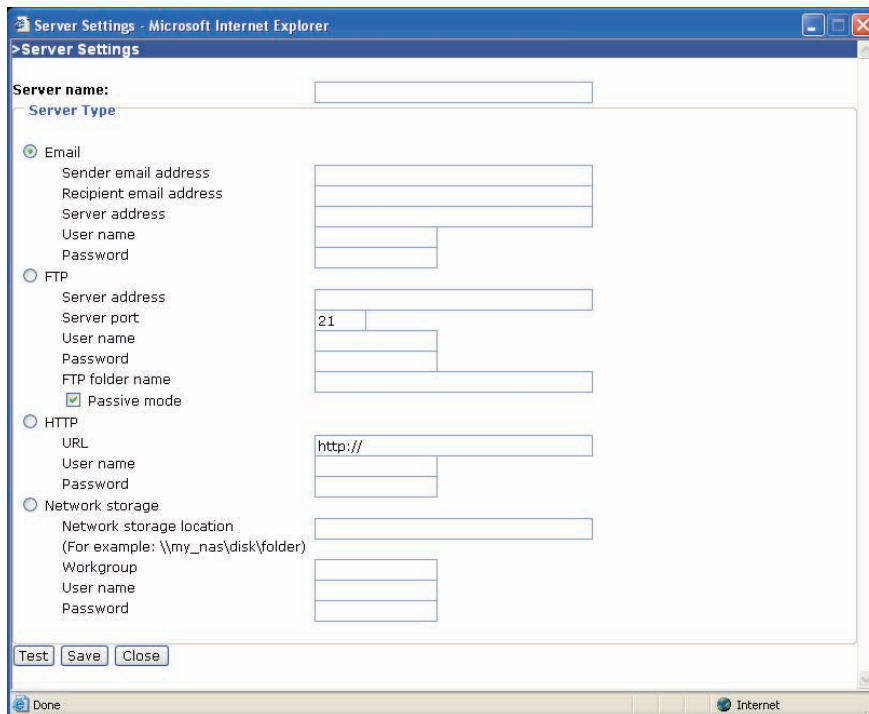 Server Settings - Microsoft Internet Explorer
>Server Settings
Server name:
Server Type
Email
Sender email address
Recipient email address
Server address
User name
Password
FTP
Server address
Server port 21
User name
Password
FTP folder name
Passive mode
HTTP
URL http://
User name
Password
Network storage
Network storage location
(For example: \\my_nas\disk\folder)
Workgroup
User name
Password
Test Save Close
Done Internet